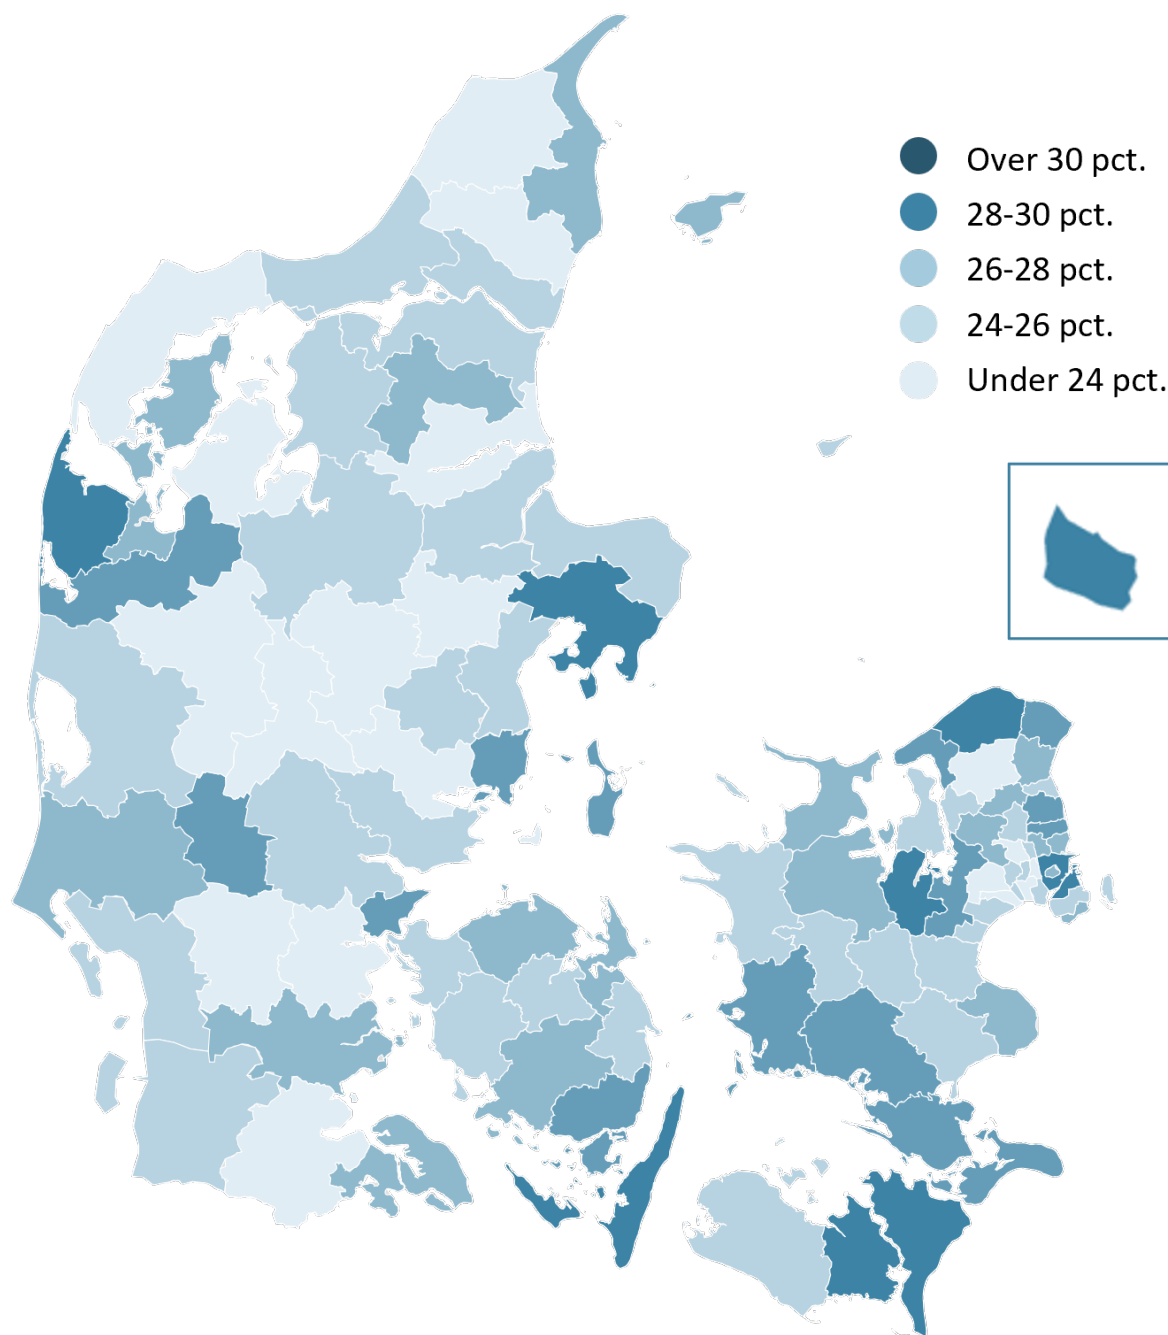 Over 30 pct.
28-30 pct.
26-28 pct.
24-26 pct.
Under 24 pct.